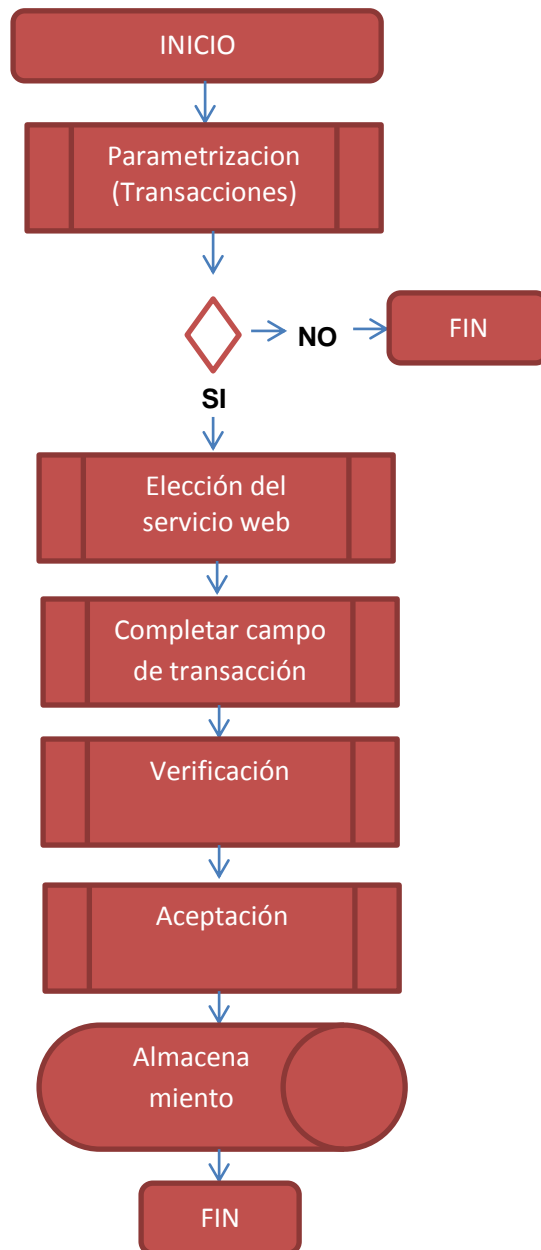 INICIO
Parametrizacion
(Transacciones)
NO
FIN
SI
Elección del
servicio web
Completar campo
de transacción
Verificación
Aceptación
Almacena
miento
FIN